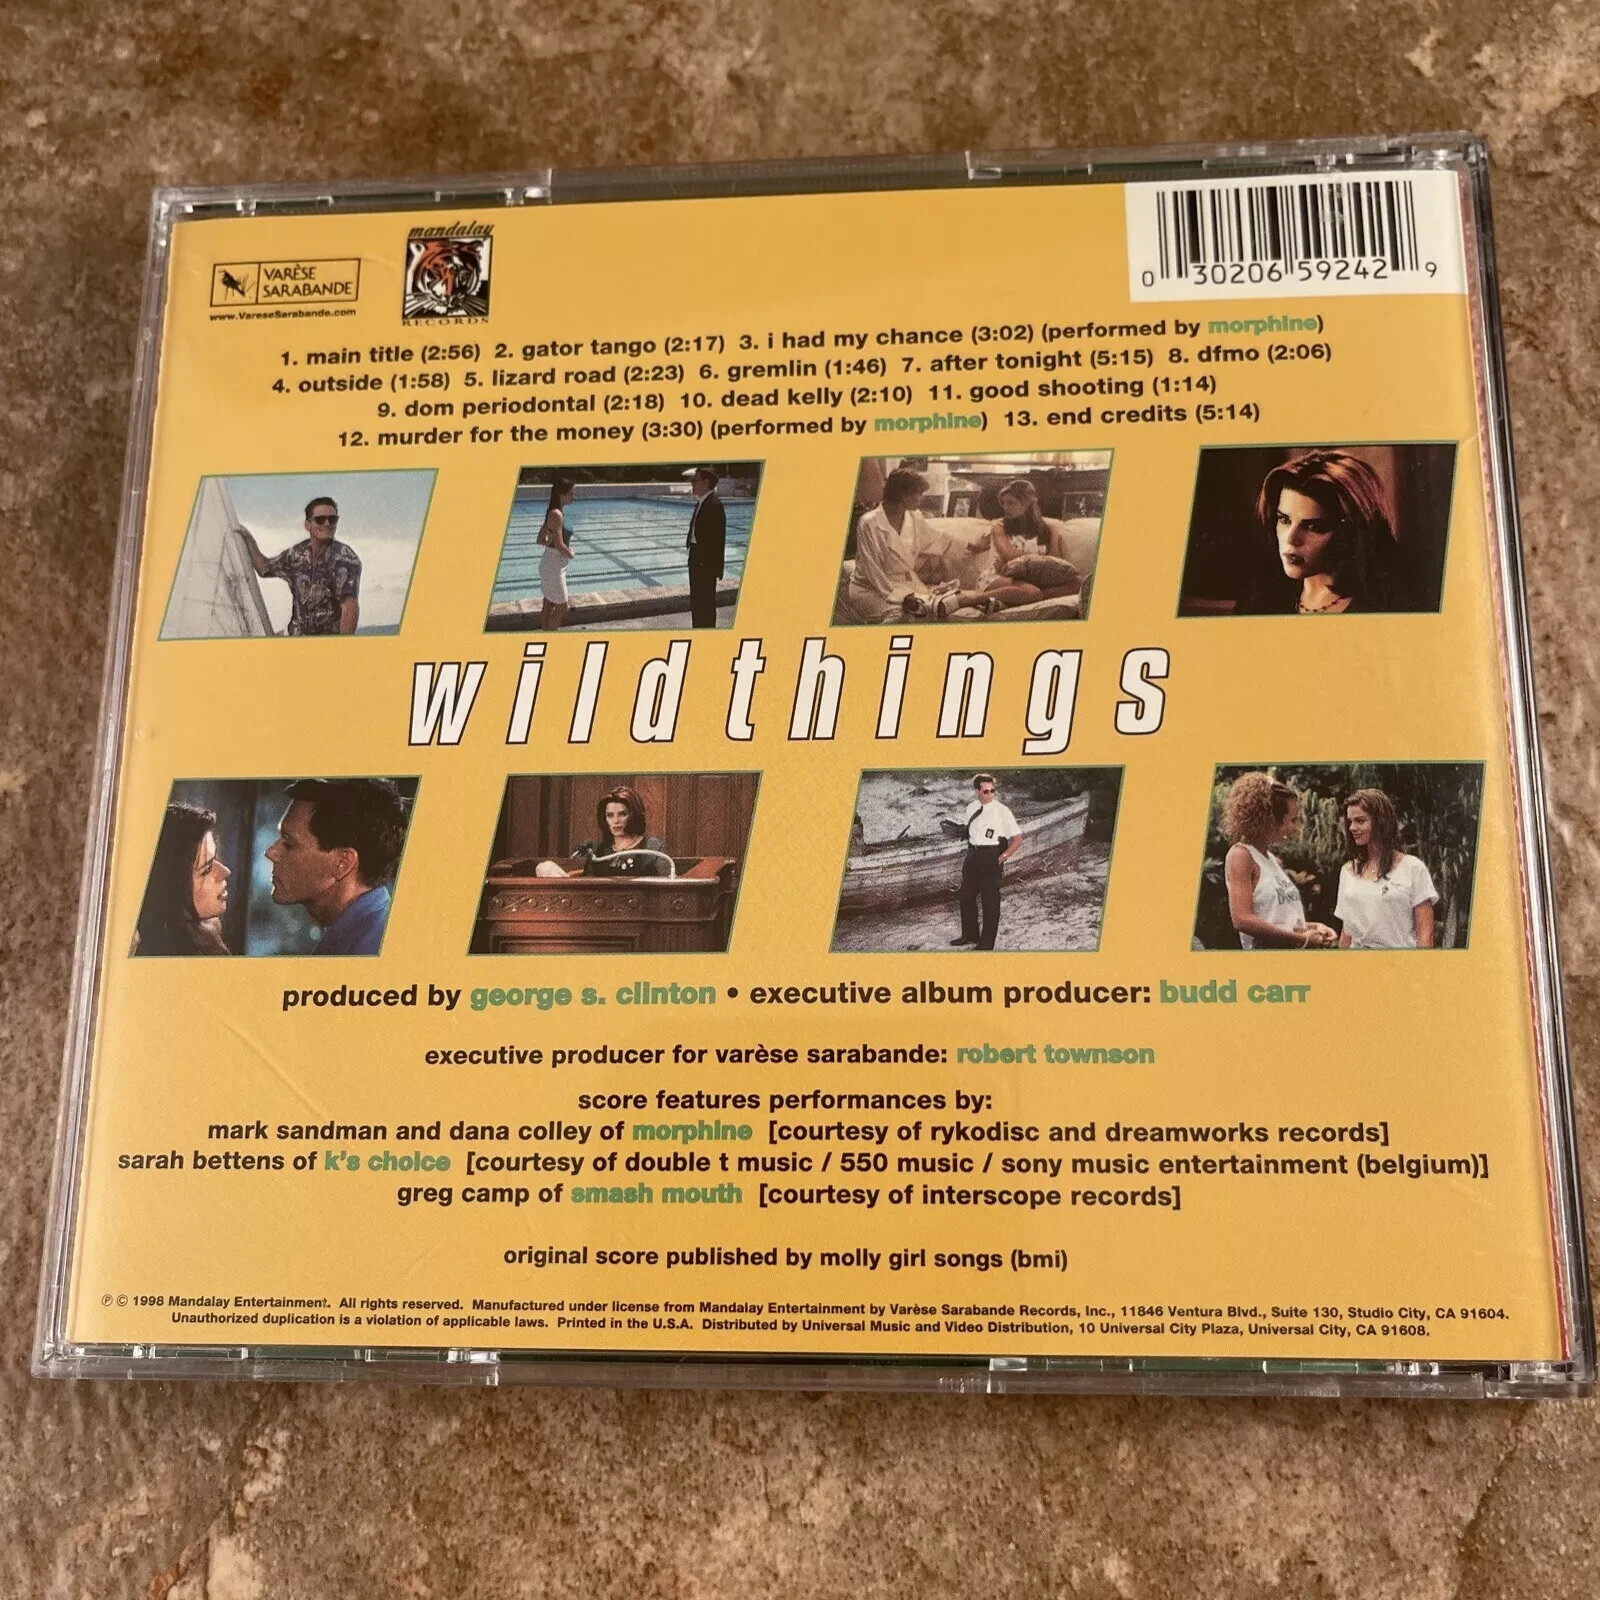 mandalay
RECORDS
VARÈSE
SARABANDE
www.VareseSarabande.com
0 30206 59242 9
1. main title (2:56) 2. gator tango (2:17) 3. i had my chance (3:02) (performed by morphine)
4. outside (1:58) 5. lizard road (2:23) 6. gremlin (1:46) 7. after tonight (5:15) 8. dfmo (2:06)
9. dom periodontal (2:18) 10. dead kelly (2:10) 11. good shooting (1:14)
12. murder for the money (3:30) (performed by morphine) 13. end credits (5:14)
wild things
produced by george s. clinton • executive album producer: budd carr
executive producer for varèse sarabande: robert townson
score features performances by:
mark sandman and dana colley of morphine [courtesy of rykodisc and dreamworks records]
sarah bettens of k's choice [courtesy of double t music / 550 music / sony music entertainment (belgium)]
greg camp of smash mouth [courtesy of interscope records]
original score published by molly girl songs (bmi)
℗ © 1998 Mandalay Entertainment. All rights reserved. Manufactured under license from Mandalay Entertainment by Varèse Sarabande Records, Inc., 11846 Ventura Blvd., Suite 130, Studio City, CA 91604.
Unauthorized duplication is a violation of applicable laws. Printed in the U.S.A. Distributed by Universal Music and Video Distribution, 10 Universal City Plaza, Universal City, CA 91608.